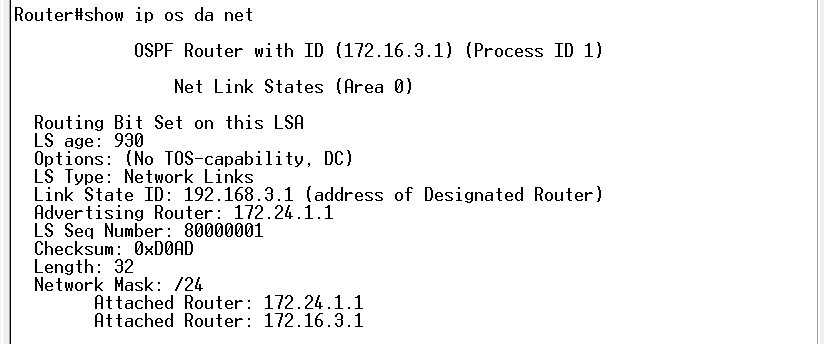 Router#show ip os da net
OSPF Router with ID (172.16.3.1) (Process ID 1)
Net Link States (Area 0)
Routing Bit Set on this LSA
LS age: 930
Options: (No TOS-capability, DC)
LS Type: Network Links
Link State ID: 192.168.3.1 (address of Designated Router)
Advertising Router: 172.24.1.1
LS Seq Number: 80000001
Checksum: 0xD0AD
Length: 32
Network Mask: /24
Attached Router: 172.24.1.1
Attached Router: 172.16.3.1